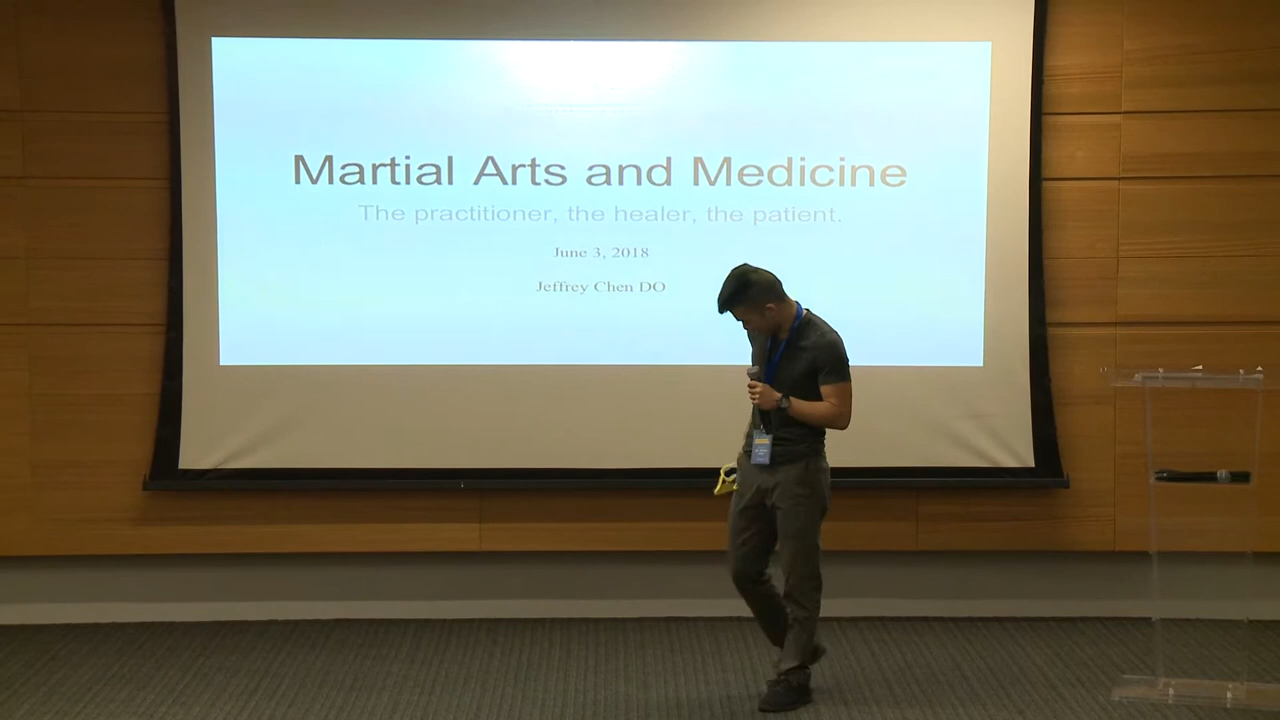 Martial Arts and Medicine
The practitioner, the healer, the patient.
June 3, 2018
Jeffrey Chen DO